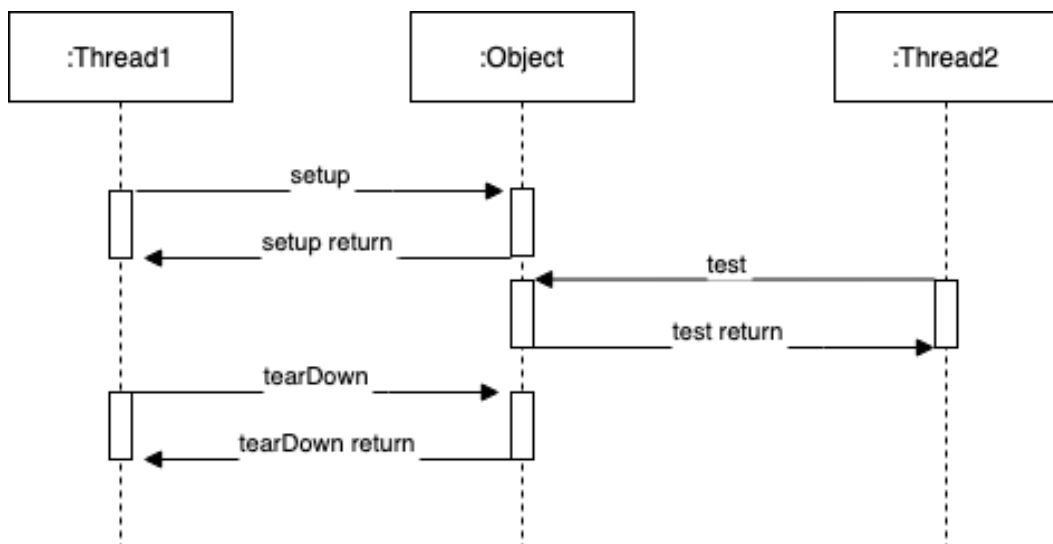 :Thread1
:Object
:Thread2
setup
setup return
test
test return
tearDown
tearDown return